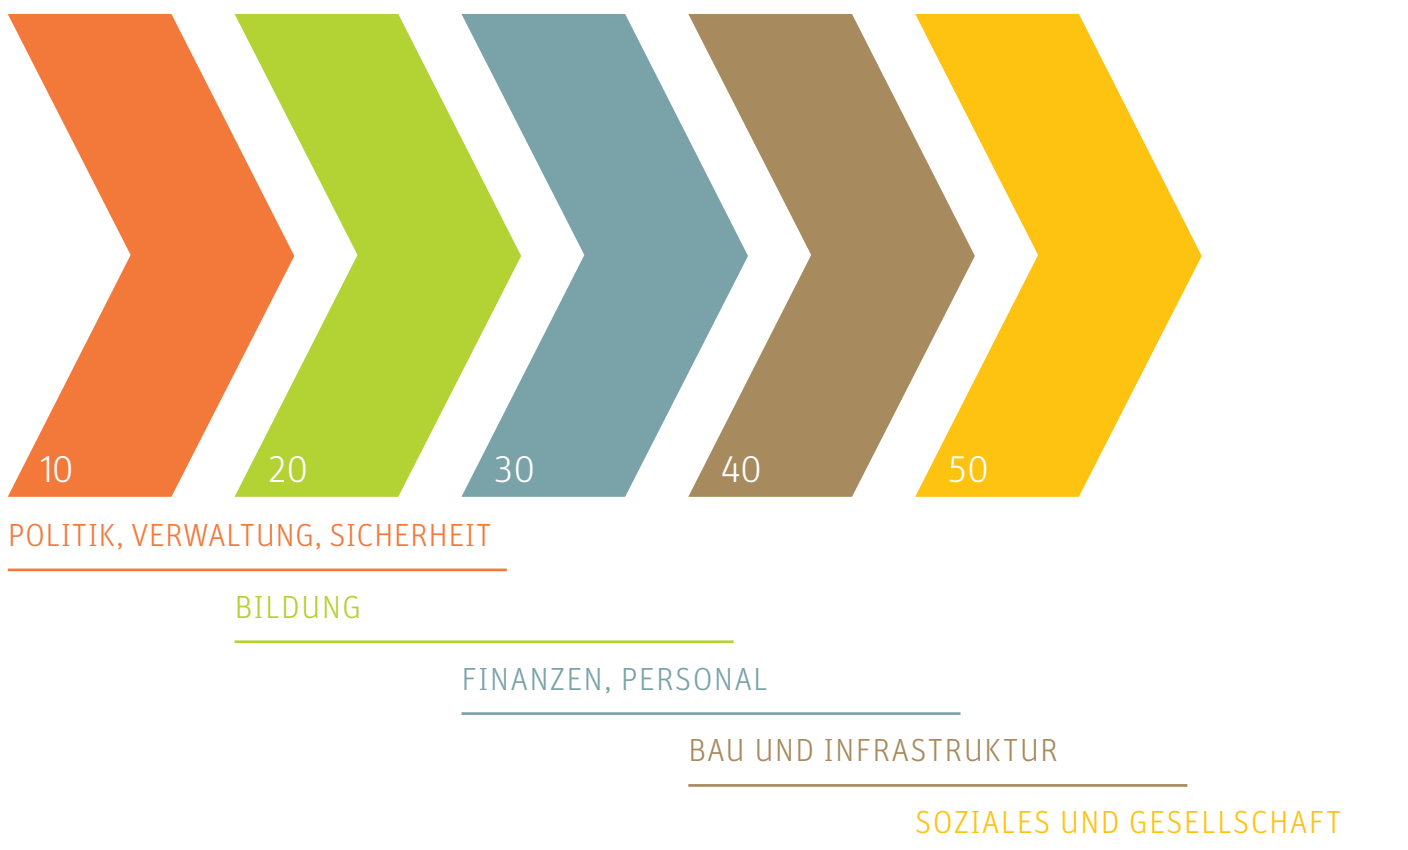 10
20
30
40
50
POLITIK, VERWALTUNG, SICHERHEIT
BILDUNG
FINANZEN, PERSONAL
BAU UND INFRASTRUKTUR
SOZIALES UND GESELLSCHAFT